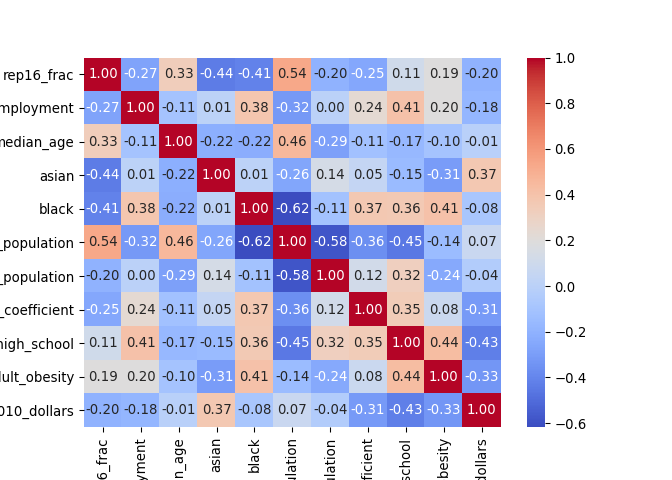 rep16_frac 1.00 -0.27 0.33 -0.44 -0.41 0.54 -0.20 -0.25 0.11 0.19 -0.20
mployment -0.27 1.00 -0.11 0.01 0.38 -0.32 0.00 0.24 0.41 0.20 -0.18
nedian_age 0.33 -0.11 1.00 -0.22 -0.22 0.46 -0.29 -0.11 -0.17 -0.10 -0.01
asian -0.44 0.01 -0.22 1.00 0.01 -0.26 0.14 0.05 -0.15 -0.31 0.37
black -0.41 0.38 -0.22 0.01 1.00 -0.62 -0.11 0.37 0.36 0.41 -0.08
_population 0.54 -0.32 0.46 -0.26 -0.62 1.00 -0.58 -0.36 -0.45 -0.14 0.07
_population -0.20 0.00 -0.29 0.14 -0.11 -0.58 1.00 0.12 0.32 -0.24 -0.04
_coefficient -0.25 0.24 -0.11 0.05 0.37 -0.36 0.12 1.00 0.35 0.08 -0.31
high_school 0.11 0.41 -0.17 -0.15 0.36 -0.45 0.32 0.35 1.00 0.44 -0.43
ult_obesity 0.19 0.20 -0.10 -0.31 0.41 -0.14 -0.24 0.08 0.44 1.00 -0.33
010_dollars -0.20 -0.18 -0.01 0.37 -0.08 0.07 -0.04 -0.31 -0.43 -0.33 1.00
6_frac
yment
n_age
asian
black
ulation
ulation
ficient
school
besity
dollars
1.0
0.8
0.6
0.4
0.2
0.0
−0.2
−0.4
−0.6